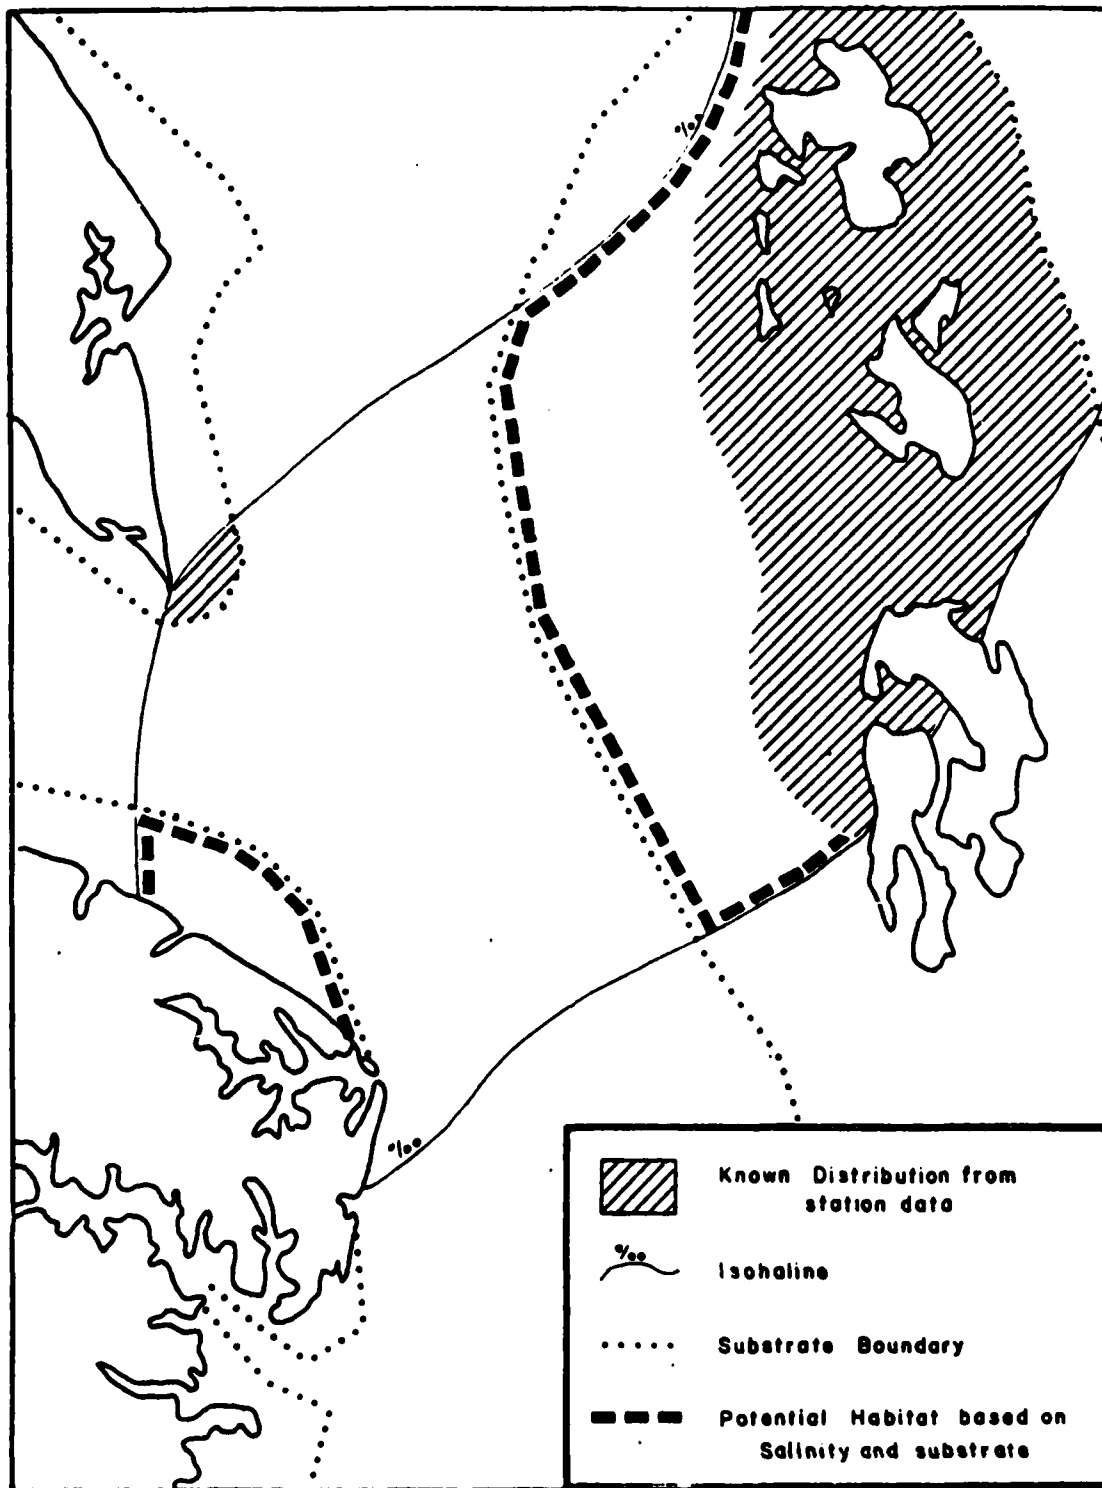 ‰
‰
Known Distribution from
station data
‰
Isohaline
Substrate Boundary
Potential Habitat based on
Salinity and substrate